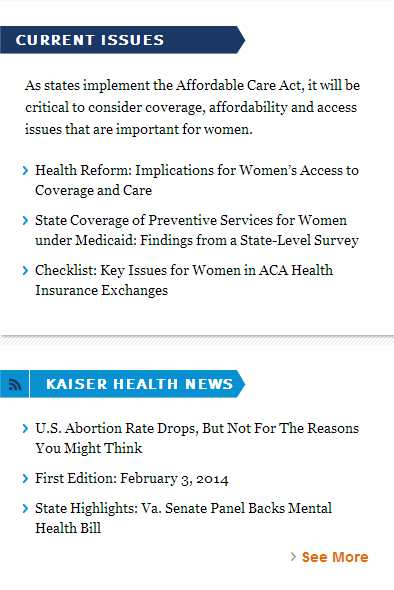 CURRENT ISSUES
As states implement the Affordable Care Act, it will be
critical to consider coverage, affordability and access
issues that are important for women.
Health Reform: Implications for Women’s Access to
Coverage and Care
State Coverage of Preventive Services for Women
under Medicaid: Findings from a State-Level Survey
Checklist: Key Issues for Women in ACA Health
Insurance Exchanges
KAISER HEALTH NEWS
U.S. Abortion Rate Drops, But Not For The Reasons
You Might Think
First Edition: February 3, 2014
State Highlights: Va. Senate Panel Backs Mental
Health Bill
See More